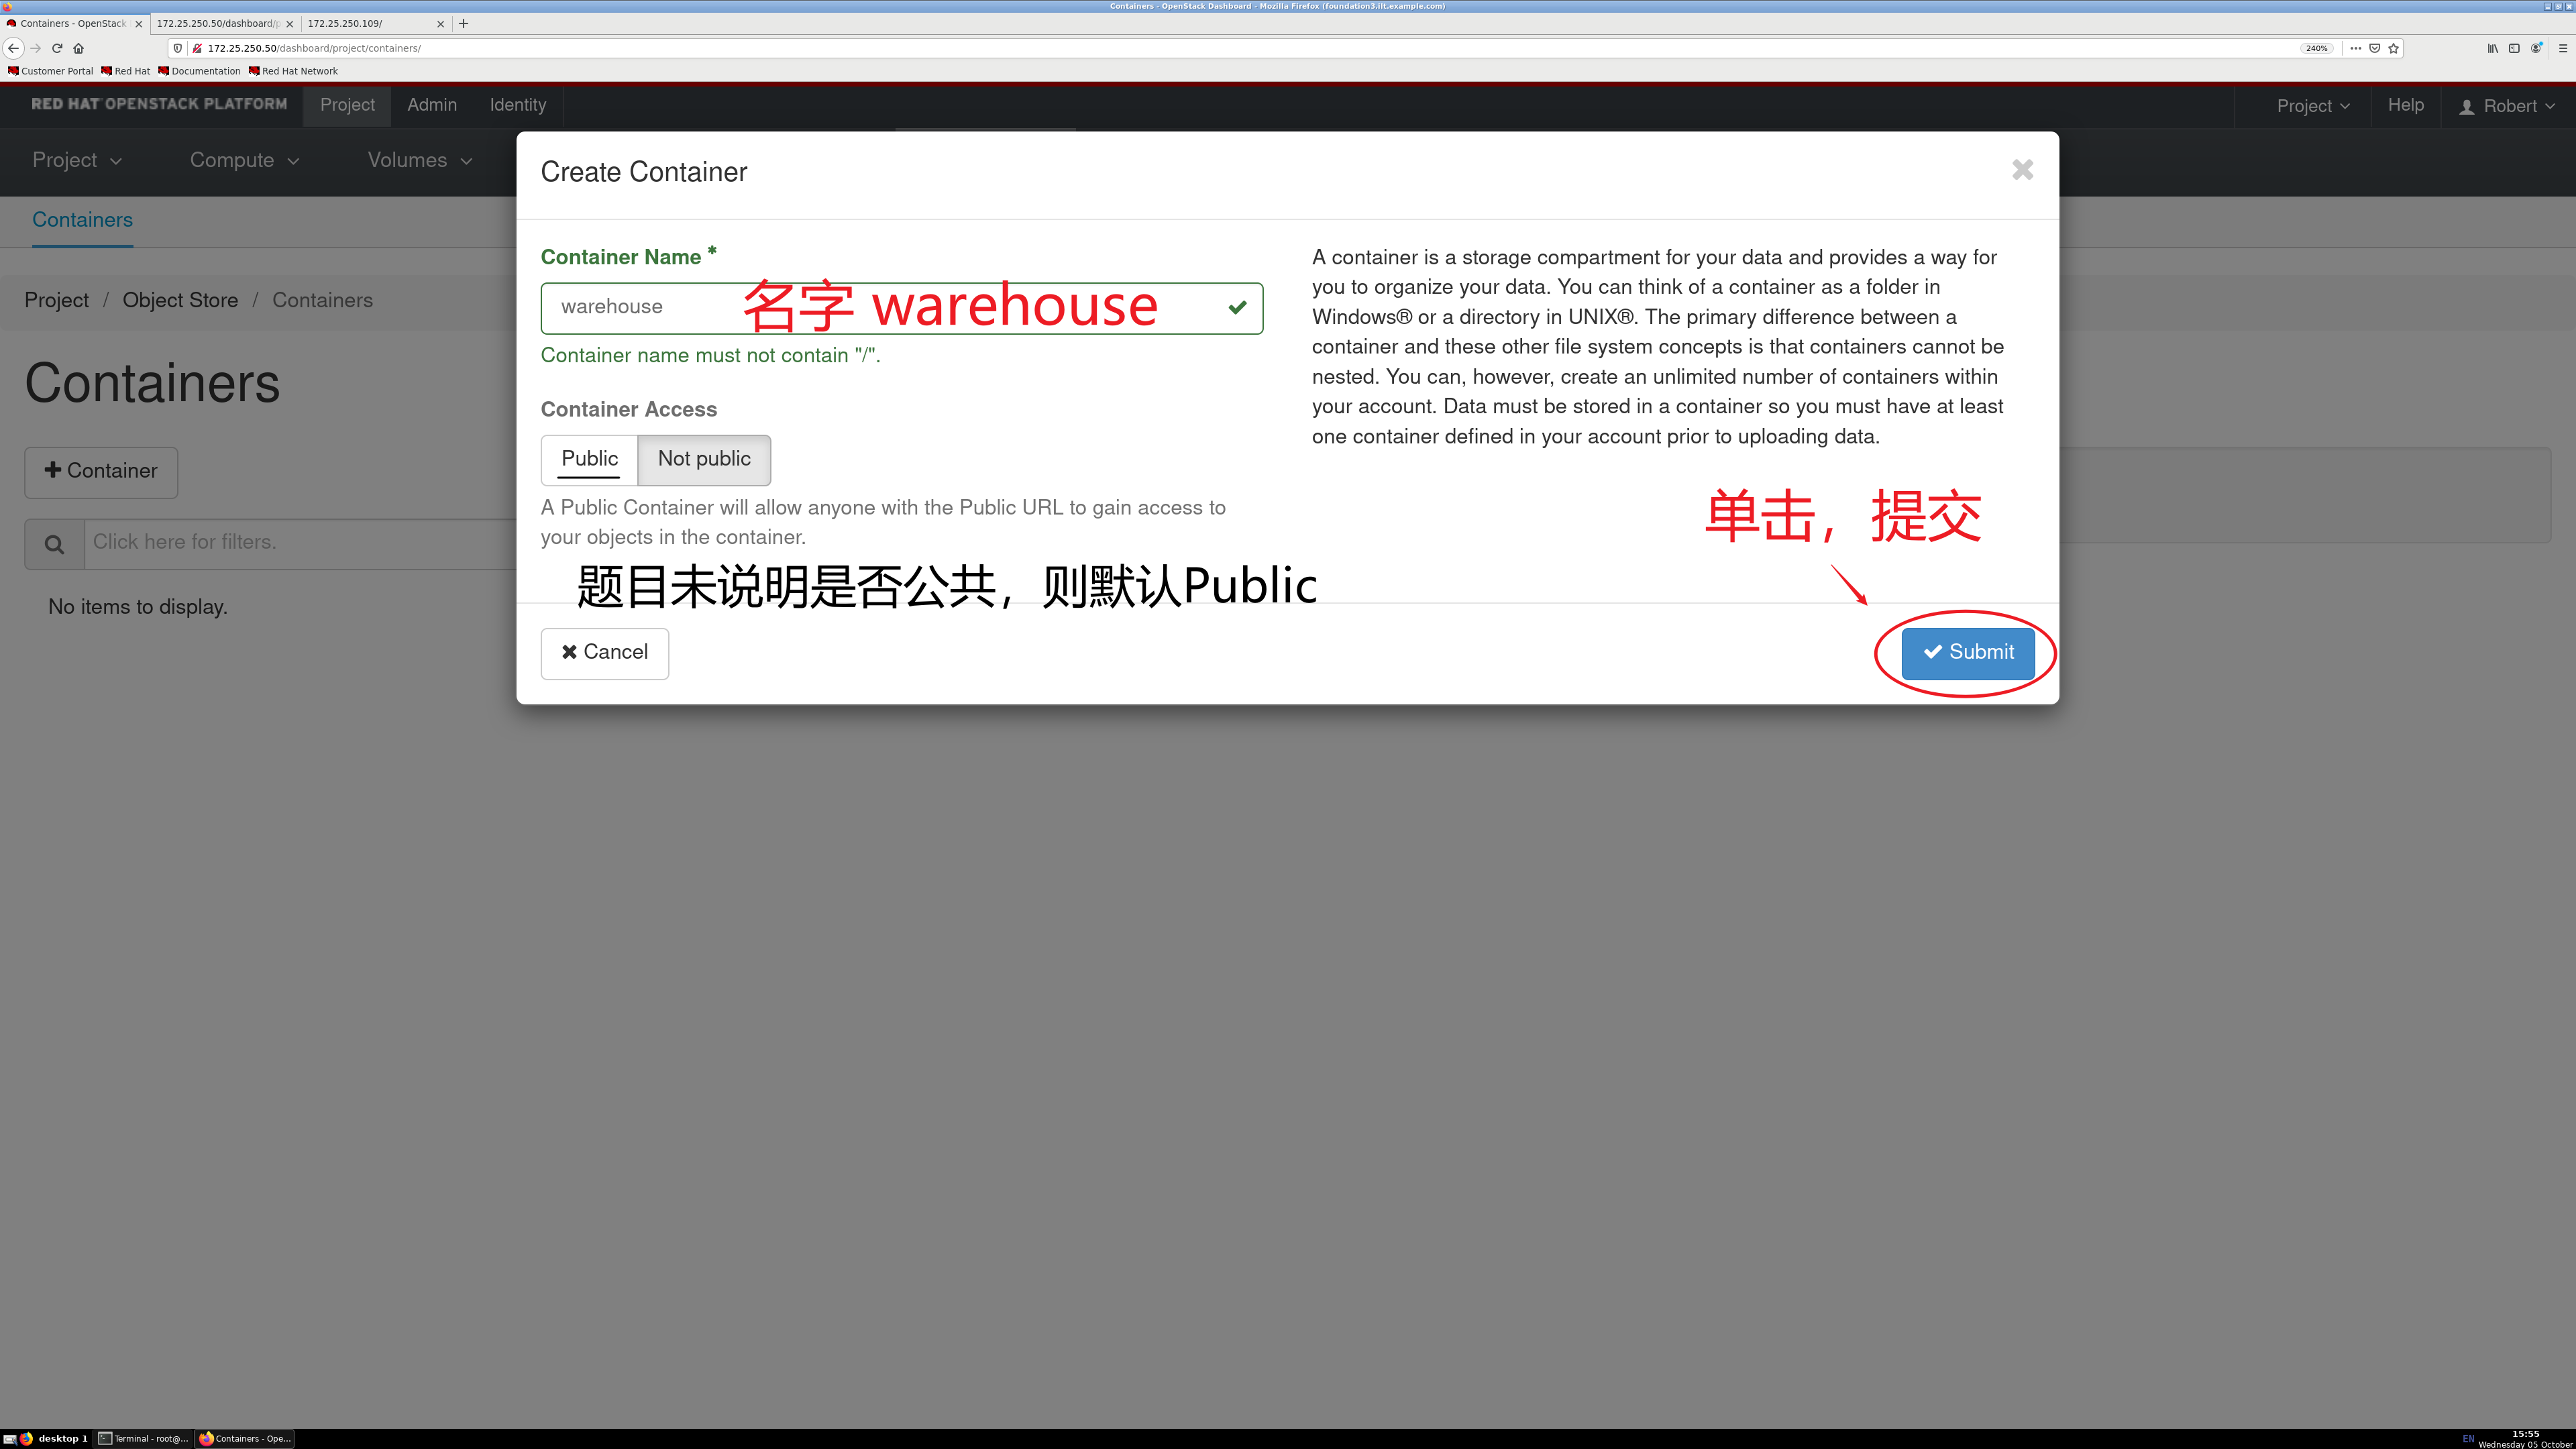 Containers - OpenStack Dashboard - Mozilla Firefox (foundation3.ilt.example.com)
Containers - OpenStack
172.25.250.50/dashboard/p
172.25.250.109/
172.25.250.50/dashboard/project/containers/
240%
Customer Portal
Red Hat
Documentation
Red Hat Network
RED HAT OPENSTACK PLATFORM
Project
Admin
Identity
Project
Help
Robert
Project
Compute
Volumes
Containers
Project / Object Store / Containers
Containers
Container
Click here for filters.
No items to display.
Create Container
Container Name *
warehouse
名字 warehouse
Container name must not contain "/".
Container Access
Public
Not public
A Public Container will allow anyone with the Public URL to gain access to
your objects in the container.
题目未说明是否公共，则默认Public
A container is a storage compartment for your data and provides a way for
you to organize your data. You can think of a container as a folder in
Windows® or a directory in UNIX®. The primary difference between a
container and these other file system concepts is that containers cannot be
nested. You can, however, create an unlimited number of containers within
your account. Data must be stored in a container so you must have at least
one container defined in your account prior to uploading data.
单击，提交
Cancel
Submit
desktop 1
Terminal - root@...
Containers - Ope...
EN
15:55
Wednesday 05 October